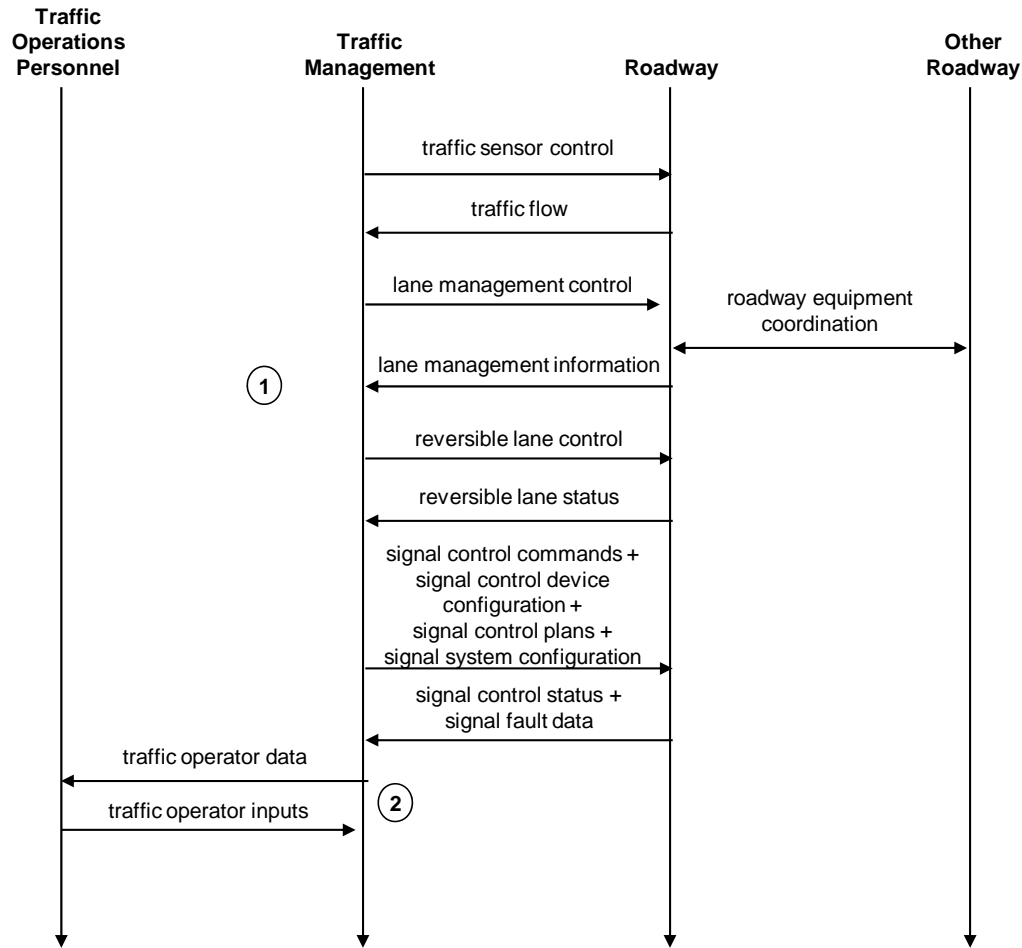 Traffic
Operations
Personnel
Traffic
Management
Roadway
Other
Roadway
traffic sensor control
traffic flow
lane management control
roadway equipment
coordination
lane management information
1
reversible lane control
reversible lane status
signal control commands +
signal control device
configuration +
signal control plans +
signal system configuration
signal control status +
signal fault data
traffic operator data
2
traffic operator inputs